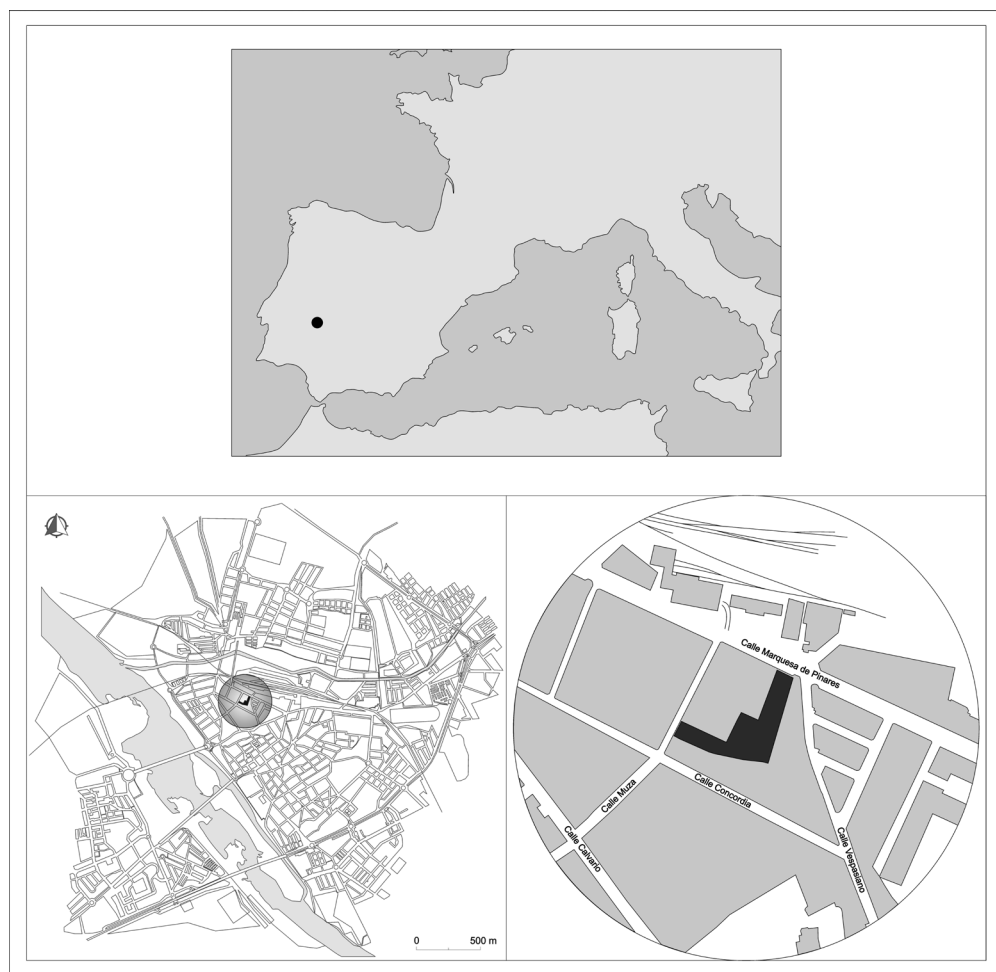 0 500 m
Calle Marquesa de Pinares
Calle Concordia
Calle Muza
Calle Calvario
Calle Vespasiano